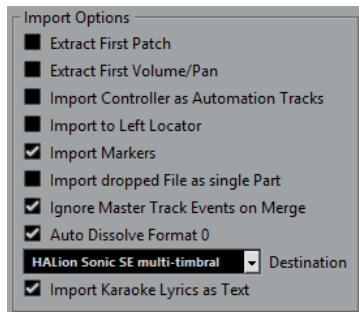 Import Options
Extract First Patch
Extract First Volume/Pan
Import Controller as Automation Tracks
Import to Left Locator
Import Markers
Import dropped File as single Part
Ignore Master Track Events on Merge
Auto Dissolve Format 0
HALion Sonic SE multi-timbral Destination
Import Karaoke Lyrics as Text